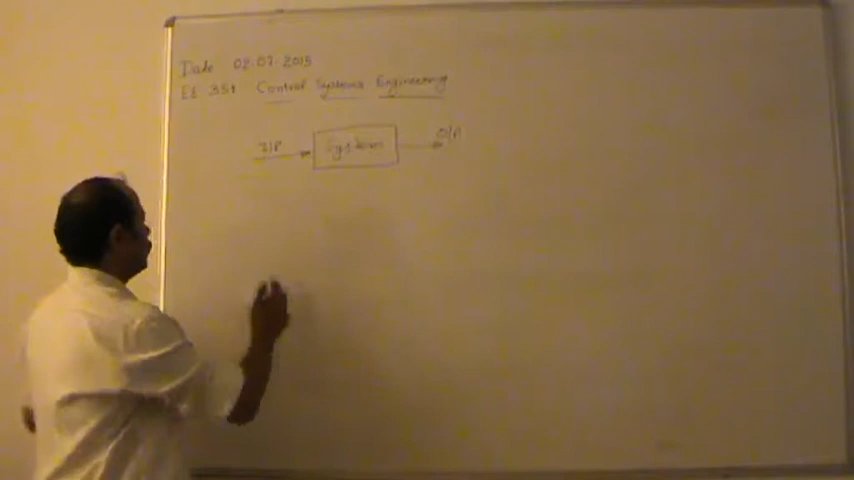 Date 02.07.2015
EE 351 Control Systems Engineering
I/P System O/P